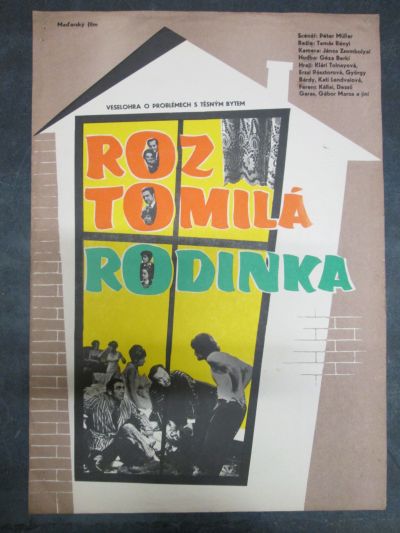 Maďarský film
Scénář: Péter Müller
Režie: Tamás Rényi
Kamera: János Zsombolyai
Hudba: Géza Berki
Hrají: Klári Tolnayová,
Erzsi Pásztorová, György
Bárdy, Kati Lendvaiová,
Ferenc Kállai, Dezső
Garas, Gábor Maros a jiní
VESELOHRA O PROBLÉMECH S TĚSNÝM BYTEM
ROZ
TOMILÁ
RODINKA